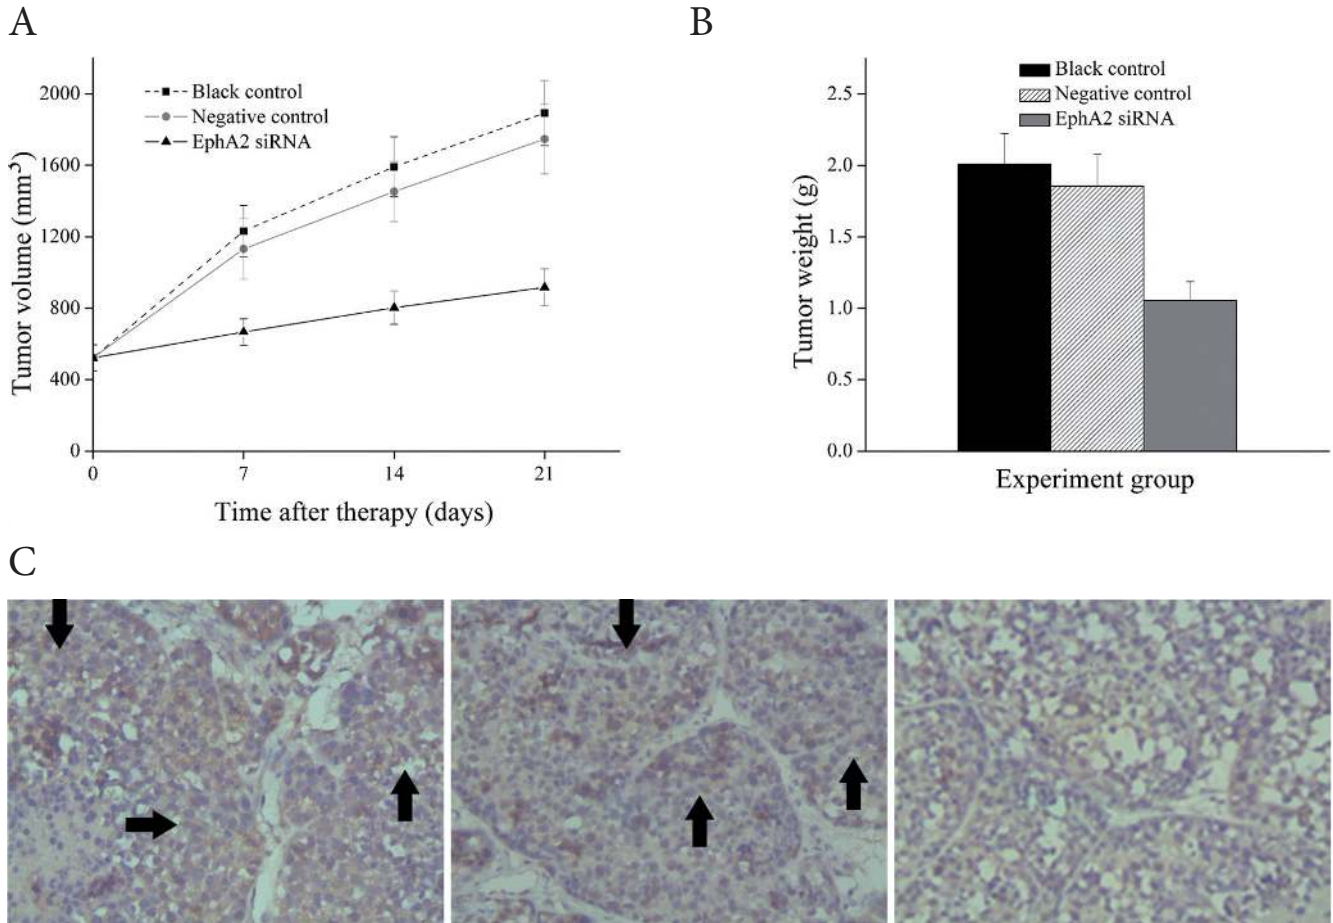 A
Black control
Negative control
EphA2 siRNA
2000
1600
1200
800
400
0
Tumor volume (mm³)
0 7 14 21
Time after therapy (days)
B
Black control
Negative control
EphA2 siRNA
2.5
2.0
1.5
1.0
0.5
0.0
Tumor weight (g)
Experiment group
C